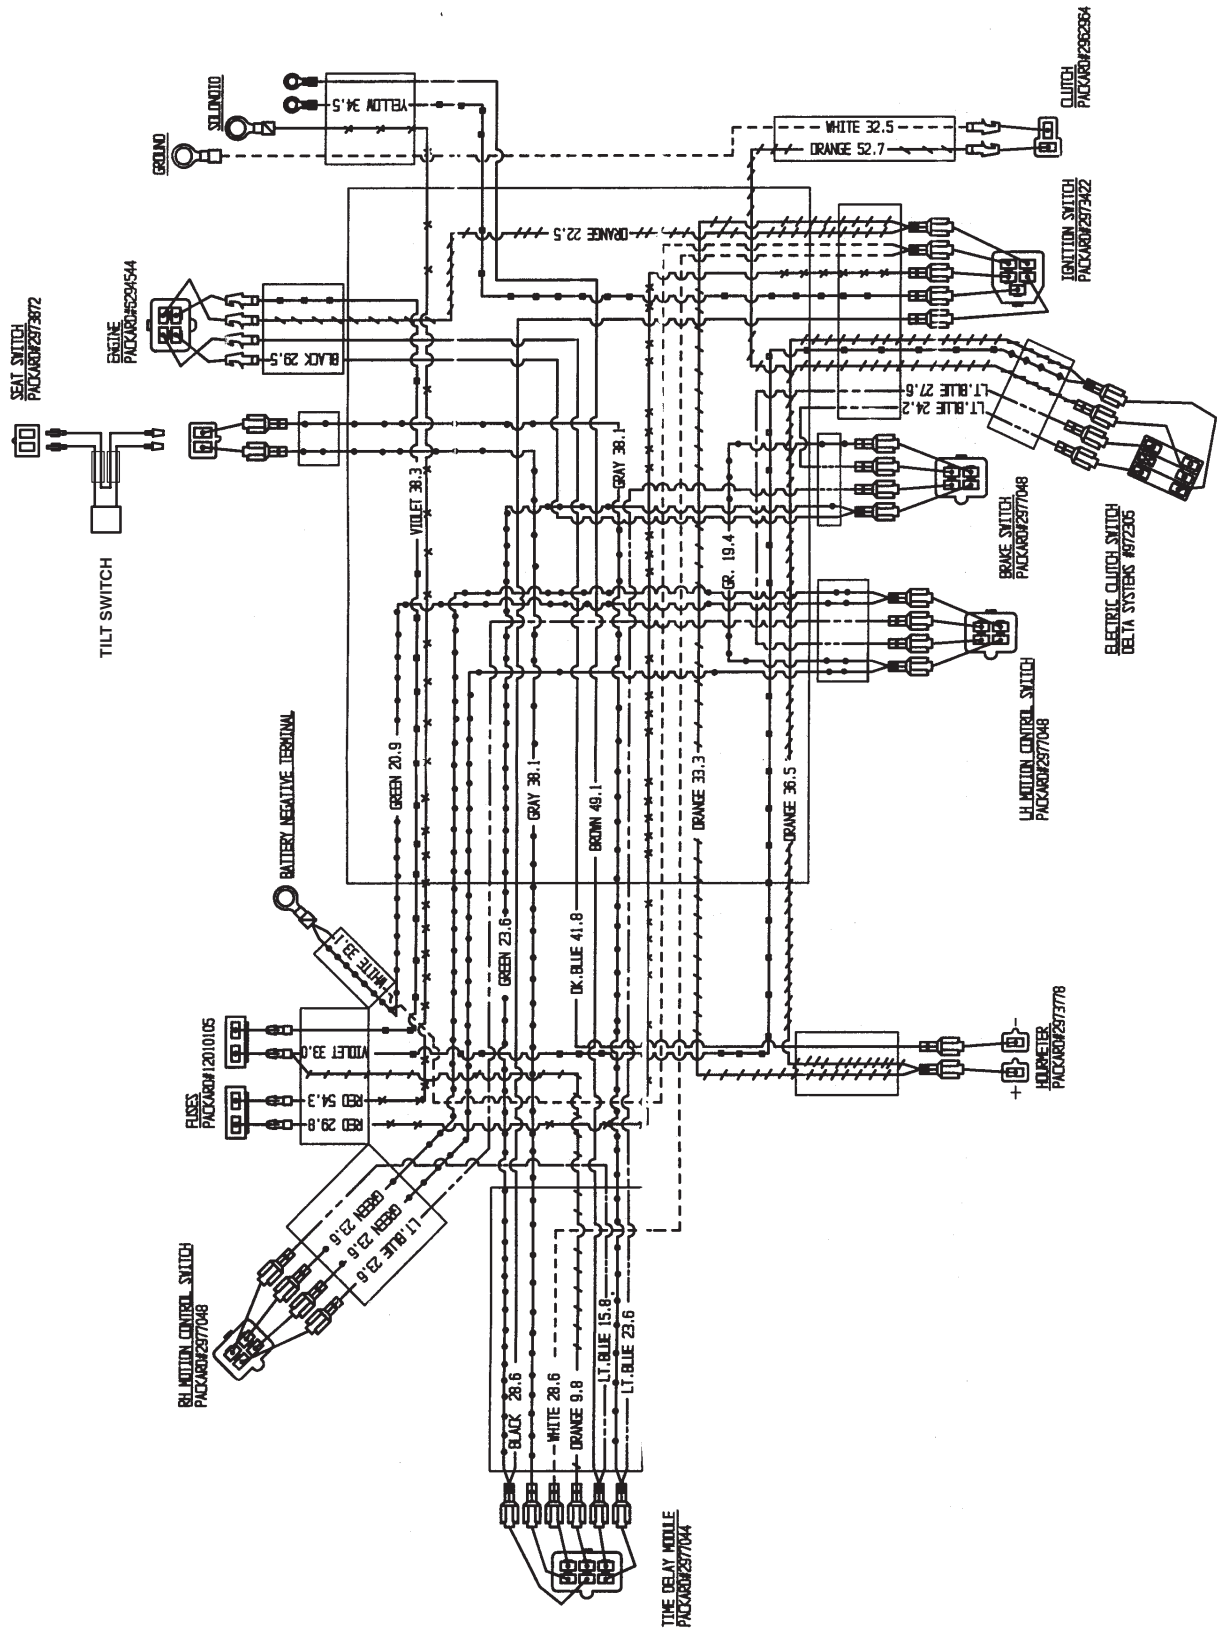 SEAT SWITCH
PACKARD#2973872
ENGINE
PACKARD#6294544
GROUND
SOLONOID
YELLOW 34.5
CLUTCH
PACKARD#2962964
WHITE 32.5
ORANGE 52.7
IGNITION SWITCH
PACKARD#2973422
ORANGE 22.5
BLACK 29.5
LT.BLUE 27.6
LT.BLUE 24.2
TILT SWITCH
VIOLET 38.3
GRAY 38.1
GR. 19.4
BRAKE SWITCH
PACKARD#2977048
ELECTRIC CLUTCH SWITCH
DELTA SYSTEMS #972305
BATTERY NEGATIVE TERMINAL
GREEN 20.9
GRAY 38.1
BROWN 49.1
ORANGE 33.3
ORANGE 36.5
LH MOTION CONTROL SWITCH
PACKARD#2977048
WHITE 33.1
GREEN 23.6
DK.BLUE 41.8
FUSES
PACKARD#12010105
VIOLET 33.0
RED 54.3
RED 29.8
HOURMETER
PACKARD#2973778
+
-
RH MOTION CONTROL SWITCH
PACKARD#2977048
GREEN 23.6
GREEN 23.6
LT.BLUE 23.6
BLACK 28.6
WHITE 28.6
ORANGE 9.8
LT.BLUE 15.8
LT.BLUE 23.6
TIME DELAY MODULE
PACKARD#2977044